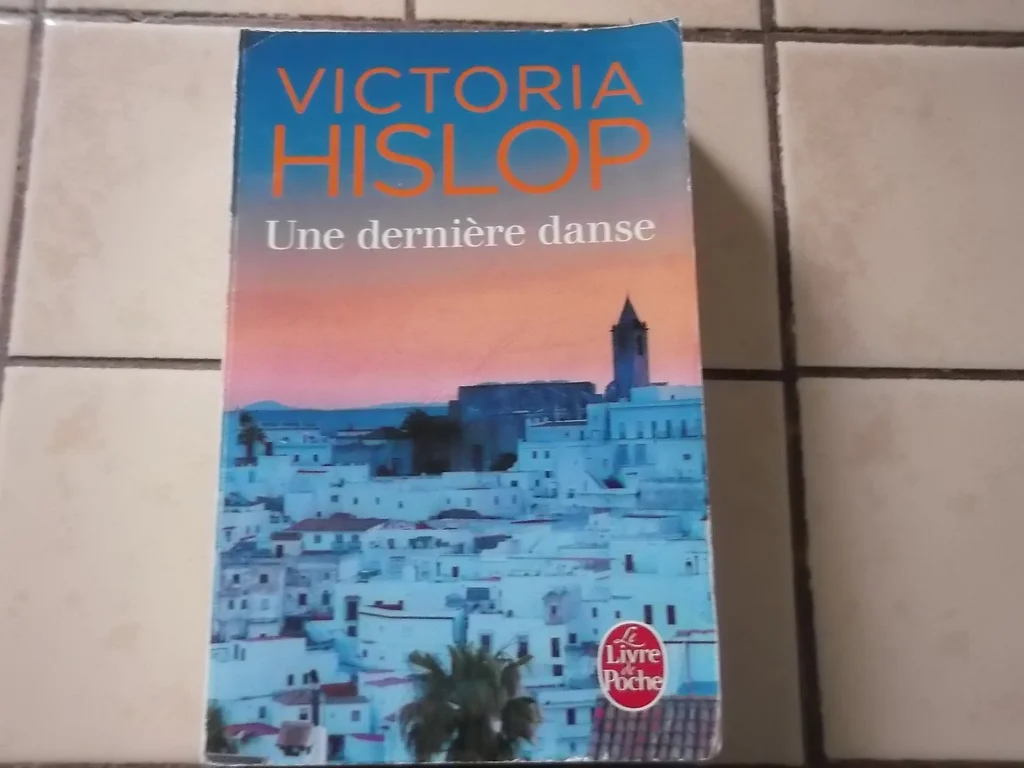 VICTORIA
HISLOP
Une dernière danse
Le
Livre
de
Poche